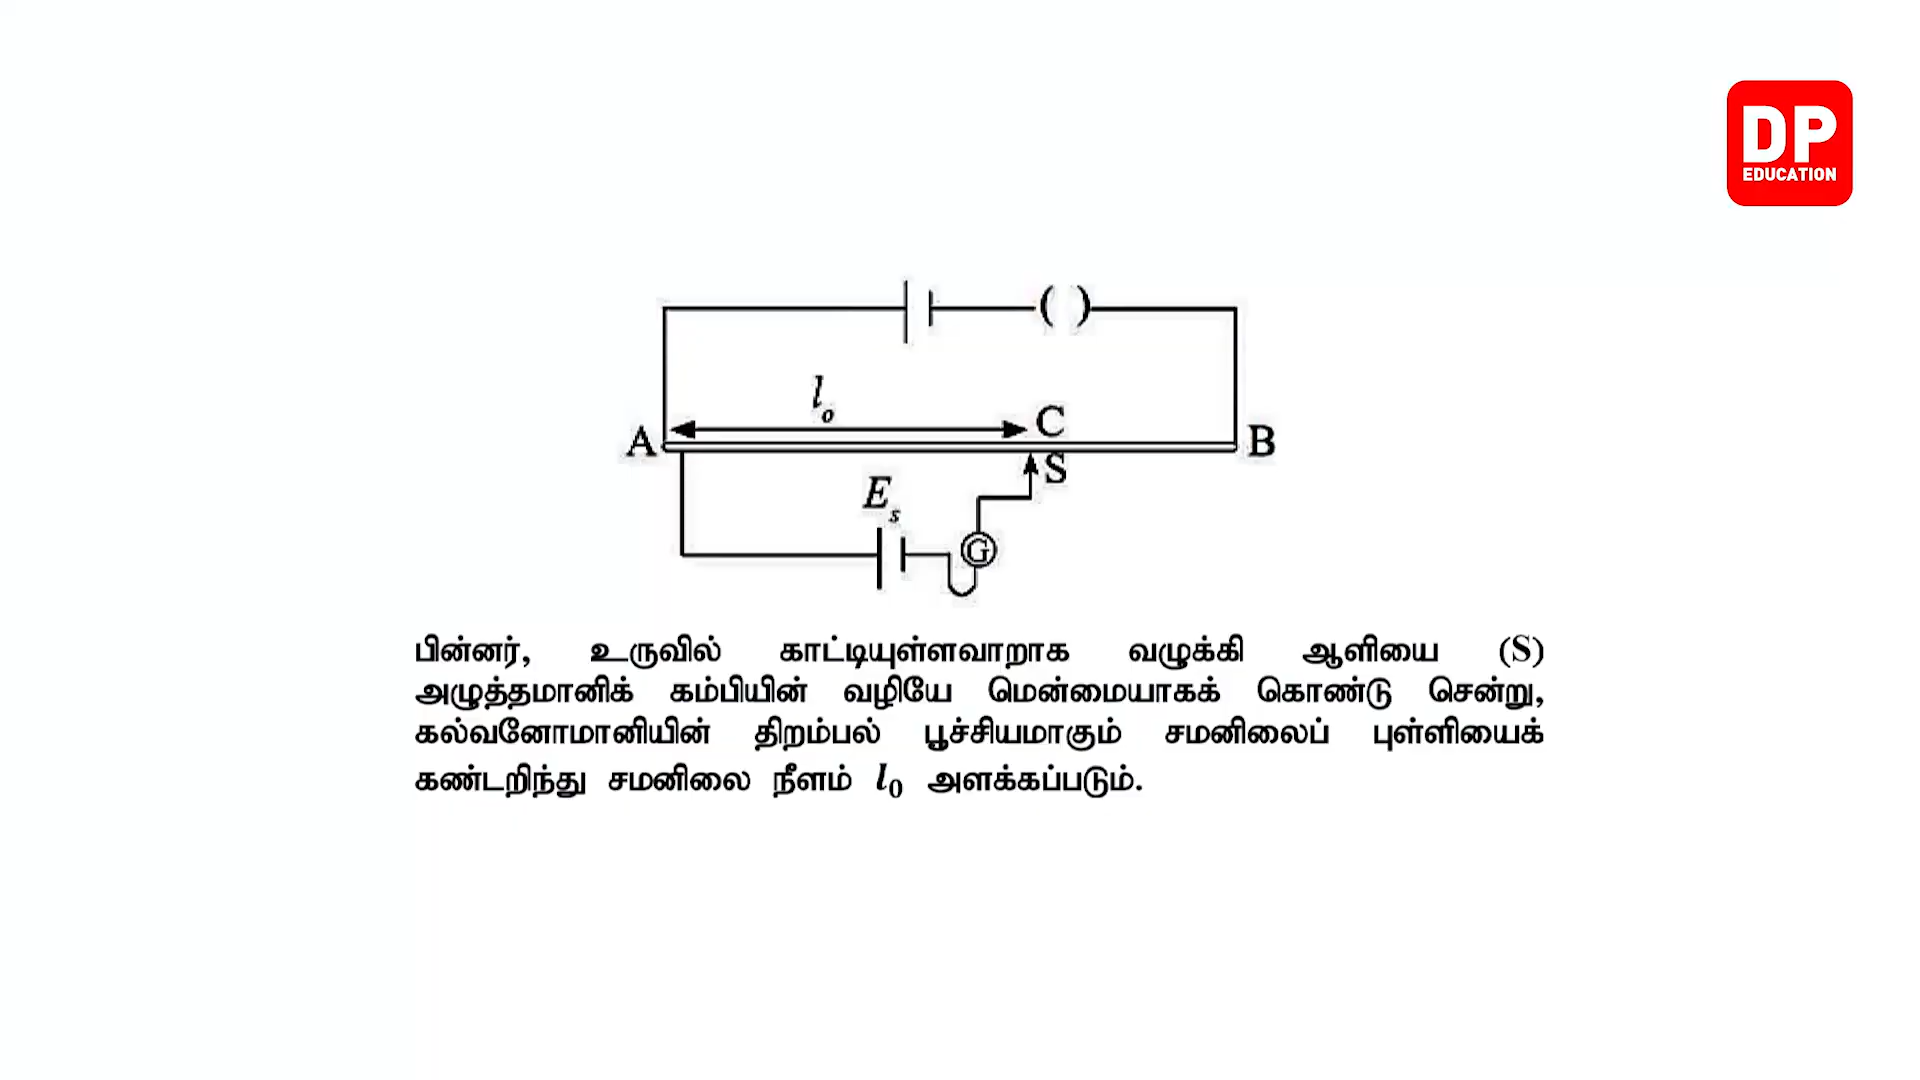 DP
EDUCATION
( )
l₀
A
C
B
S
Eₛ
G
பின்னர், உருவில் காட்டியுள்ளவாறாக வழுக்கி ஆளியை (S)
அழுத்தமானிக் கம்பியின் வழியே மென்மையாகக் கொண்டு சென்று,
கல்வனோமானியின் திறம்பல் பூச்சியமாகும் சமனிலைப் புள்ளியைக்
கண்டறிந்து சமனிலை நீளம் l₀ அளக்கப்படும்.